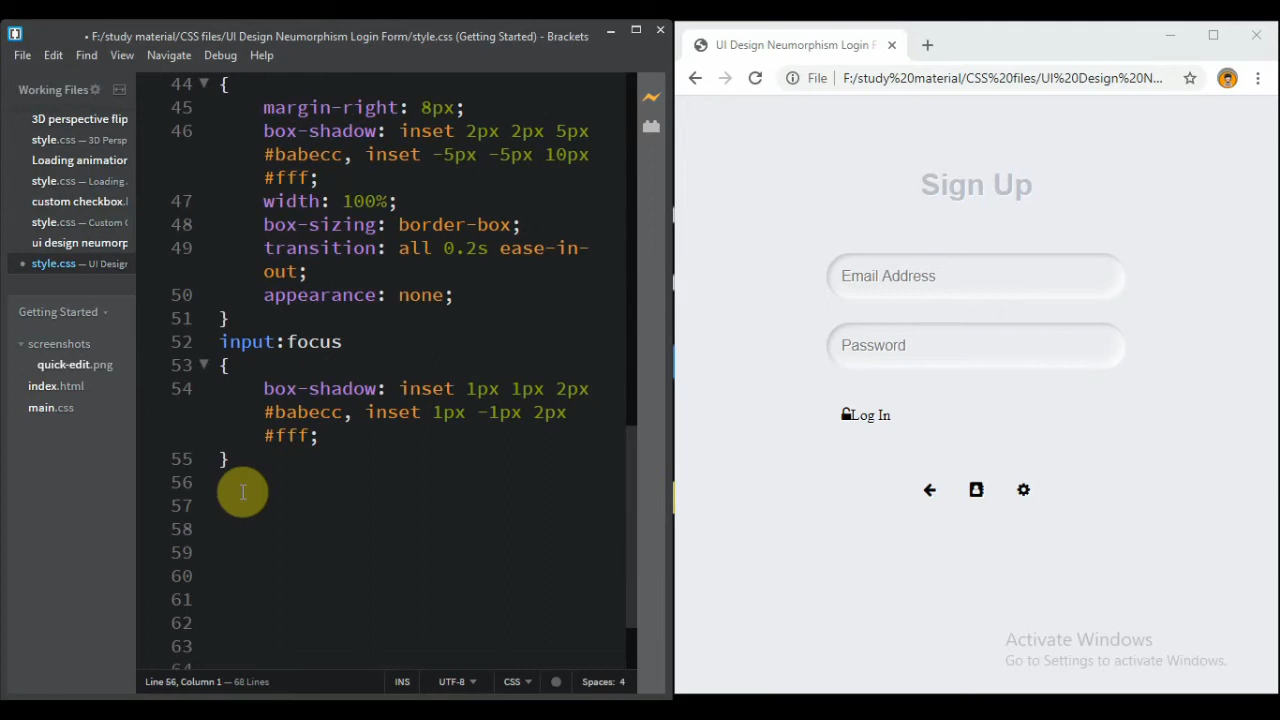 F:/study material/CSS files/UI Design Neumorphism Login Form/style.css (Getting Started) - Brackets
File Edit Find View Navigate Debug Help
Working Files
3D perspective flip
style.css — 3D Persp
Loading animation
style.css — Loading
custom checkbox.
style.css — Custom
ui design neumorp
style.css — UI Desig
Getting Started
screenshots
quick-edit.png
index.html
main.css
44 {
45 margin-right: 8px;
46 box-shadow: inset 2px 2px 5px
#babecc, inset -5px -5px 10px
#fff;
47 width: 100%;
48 box-sizing: border-box;
49 transition: all 0.2s ease-in-
out;
50 appearance: none;
51 }
52 input:focus
53 {
54 box-shadow: inset 1px 1px 2px
#babecc, inset 1px -1px 2px
#fff;
55 }
56
57
58
59
60
61
62
63
64
Line 56, Column 1 — 68 Lines
INS UTF-8 CSS Spaces: 4
UI Design Neumorphism Login F
File F:/study%20material/CSS%20files/UI%20Design%20N...
Sign Up
Email Address
Password
Log In
Activate Windows
Go to Settings to activate Windows.